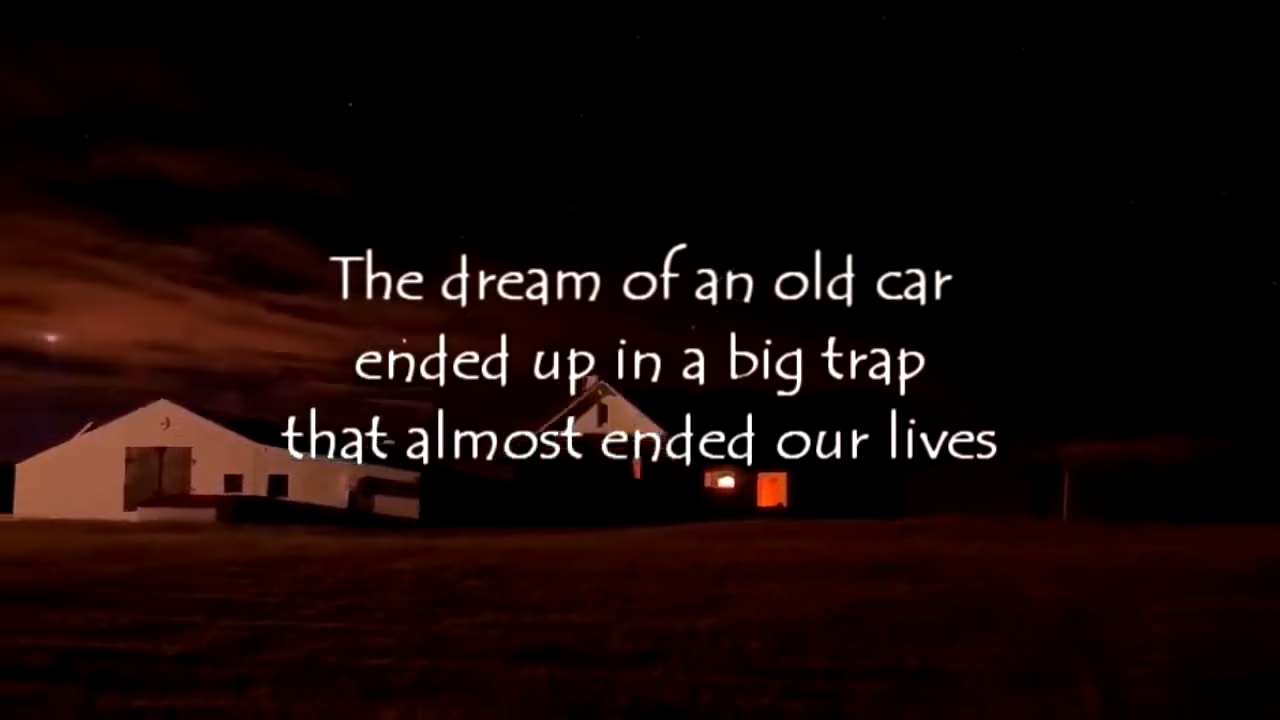 The dream of an old car
ended up in a big trap
that almost ended our lives